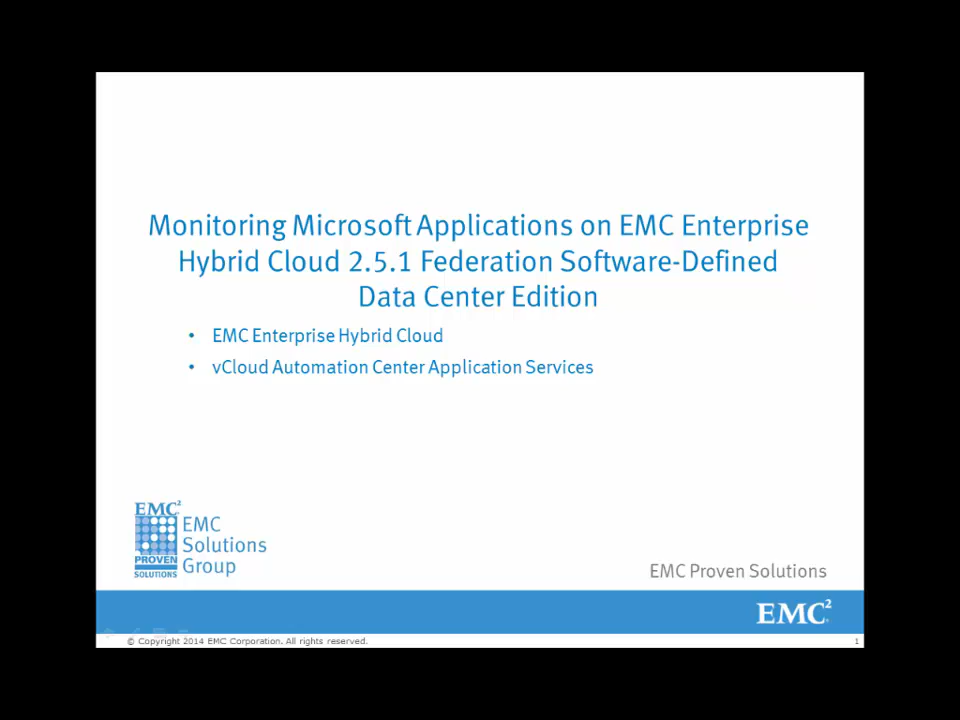 Monitoring Microsoft Applications on EMC Enterprise
Hybrid Cloud 2.5.1 Federation Software-Defined
Data Center Edition
• EMC Enterprise Hybrid Cloud
• vCloud Automation Center Application Services
EMC²
PROVEN
SOLUTIONS
EMC
Solutions
Group
EMC Proven Solutions
EMC²
© Copyright 2014 EMC Corporation. All rights reserved.
1